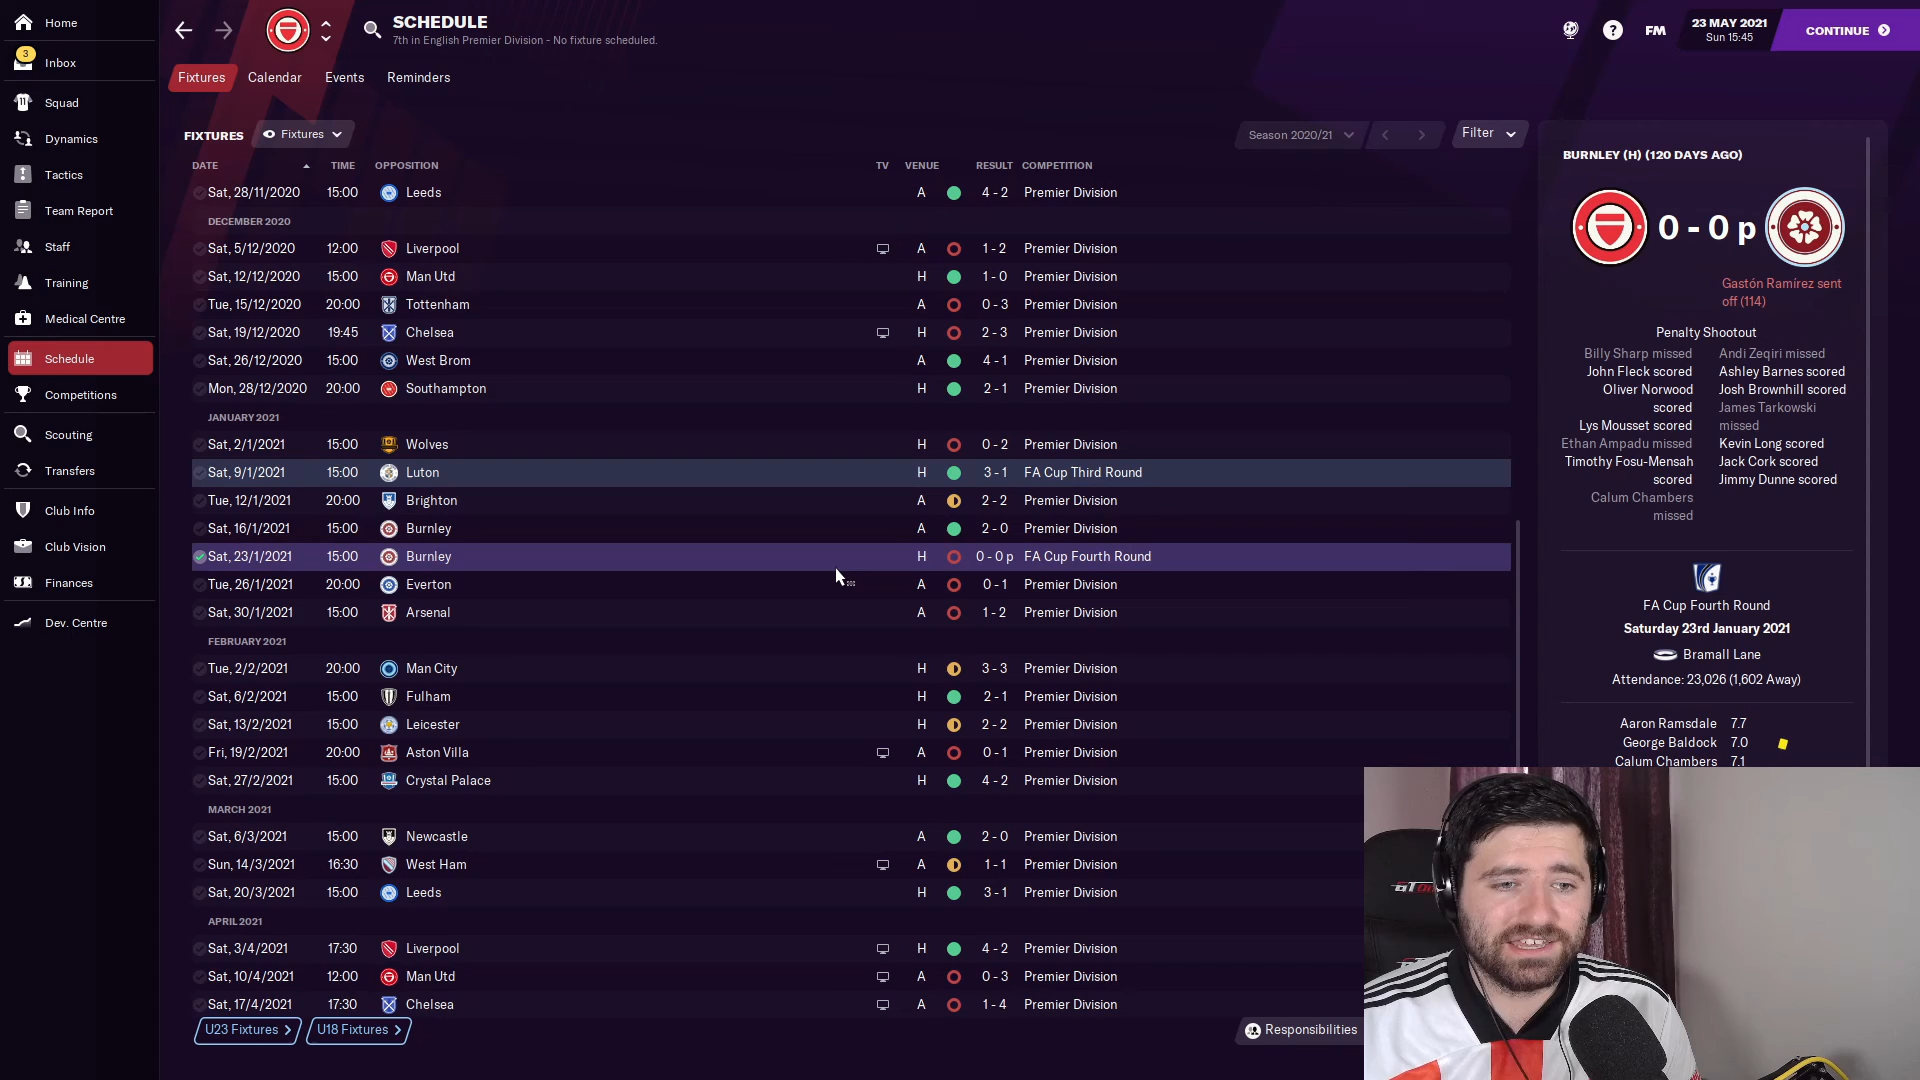 Home
3
Inbox
Squad
Dynamics
Tactics
Team Report
Staff
Training
Medical Centre
Schedule
Competitions
Scouting
Transfers
Club Info
Club Vision
Finances
Dev. Centre
SCHEDULE
7th in English Premier Division - No fixture scheduled.
FM
23 MAY 2021
Sun 15:45
CONTINUE
Fixtures Calendar Events Reminders
FIXTURES Fixtures
Season 2020/21
Filter
DATE TIME OPPOSITION TV VENUE RESULT COMPETITION
Sat, 28/11/2020 15:00 Leeds A 4 - 2 Premier Division
DECEMBER 2020
Sat, 5/12/2020 12:00 Liverpool A 1 - 2 Premier Division
Sat, 12/12/2020 15:00 Man Utd H 1 - 0 Premier Division
Tue, 15/12/2020 20:00 Tottenham A 0 - 3 Premier Division
Sat, 19/12/2020 19:45 Chelsea H 2 - 3 Premier Division
Sat, 26/12/2020 15:00 West Brom A 4 - 1 Premier Division
Mon, 28/12/2020 20:00 Southampton H 2 - 1 Premier Division
JANUARY 2021
Sat, 2/1/2021 15:00 Wolves H 0 - 2 Premier Division
Sat, 9/1/2021 15:00 Luton H 3 - 1 FA Cup Third Round
Tue, 12/1/2021 20:00 Brighton A 2 - 2 Premier Division
Sat, 16/1/2021 15:00 Burnley A 2 - 0 Premier Division
Sat, 23/1/2021 15:00 Burnley H 0 - 0 p FA Cup Fourth Round
Tue, 26/1/2021 20:00 Everton A 0 - 1 Premier Division
Sat, 30/1/2021 15:00 Arsenal A 1 - 2 Premier Division
FEBRUARY 2021
Tue, 2/2/2021 20:00 Man City H 3 - 3 Premier Division
Sat, 6/2/2021 15:00 Fulham H 2 - 1 Premier Division
Sat, 13/2/2021 15:00 Leicester H 2 - 2 Premier Division
Fri, 19/2/2021 20:00 Aston Villa A 0 - 1 Premier Division
Sat, 27/2/2021 15:00 Crystal Palace H 4 - 2 Premier Division
MARCH 2021
Sat, 6/3/2021 15:00 Newcastle A 2 - 0 Premier Division
Sun, 14/3/2021 16:30 West Ham A 1 - 1 Premier Division
Sat, 20/3/2021 15:00 Leeds H 3 - 1 Premier Division
APRIL 2021
Sat, 3/4/2021 17:30 Liverpool H 4 - 2 Premier Division
Sat, 10/4/2021 12:00 Man Utd A 0 - 3 Premier Division
Sat, 17/4/2021 17:30 Chelsea A 1 - 4 Premier Division
U23 Fixtures U18 Fixtures
Responsibilities
BURNLEY (H) (120 DAYS AGO)
0 - 0 p
Gastón Ramírez sent
off (114)
Penalty Shootout
Billy Sharp missed Andi Zeqiri missed
John Fleck scored Ashley Barnes scored
Oliver Norwood Josh Brownhill scored
scored James Tarkowski
Lys Mousset scored missed
Ethan Ampadu missed Kevin Long scored
Timothy Fosu-Mensah Jack Cork scored
scored Jimmy Dunne scored
Calum Chambers
missed
FA Cup Fourth Round
Saturday 23rd January 2021
Bramall Lane
Attendance: 23,026 (1,602 Away)
Aaron Ramsdale 7.7
George Baldock 7.0
Calum Chambers 7.1